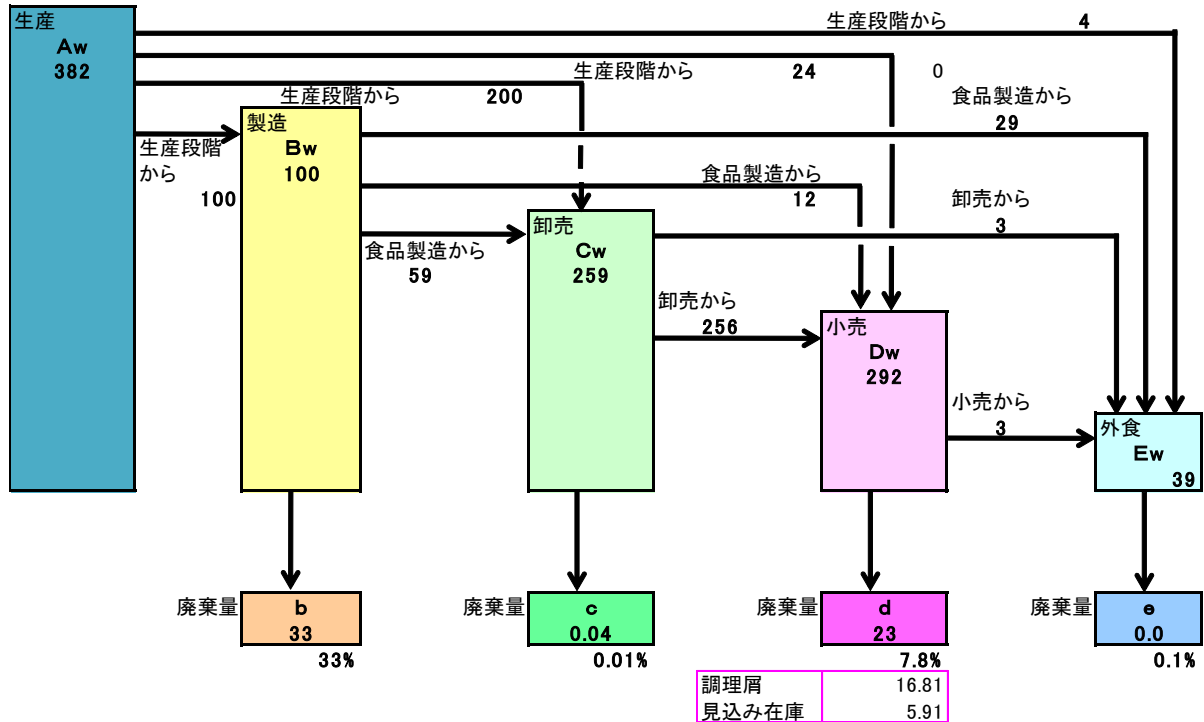 生産
Aw
382
生産段階から 4
生産段階から 24 0
生産段階から 200
食品製造から
29
製造
Bw
100
生産段階
から
100
食品製造から
12
卸売から
3
卸売
Cw
259
食品製造から
59
卸売から
256
小売
Dw
292
小売から
3
外食
Ew
39
廃棄量
b
33
33%
廃棄量
c
0.04
0.01%
廃棄量
d
23
7.8%
廃棄量
e
0.0
0.1%
調理屑 16.81
見込み在庫 5.91